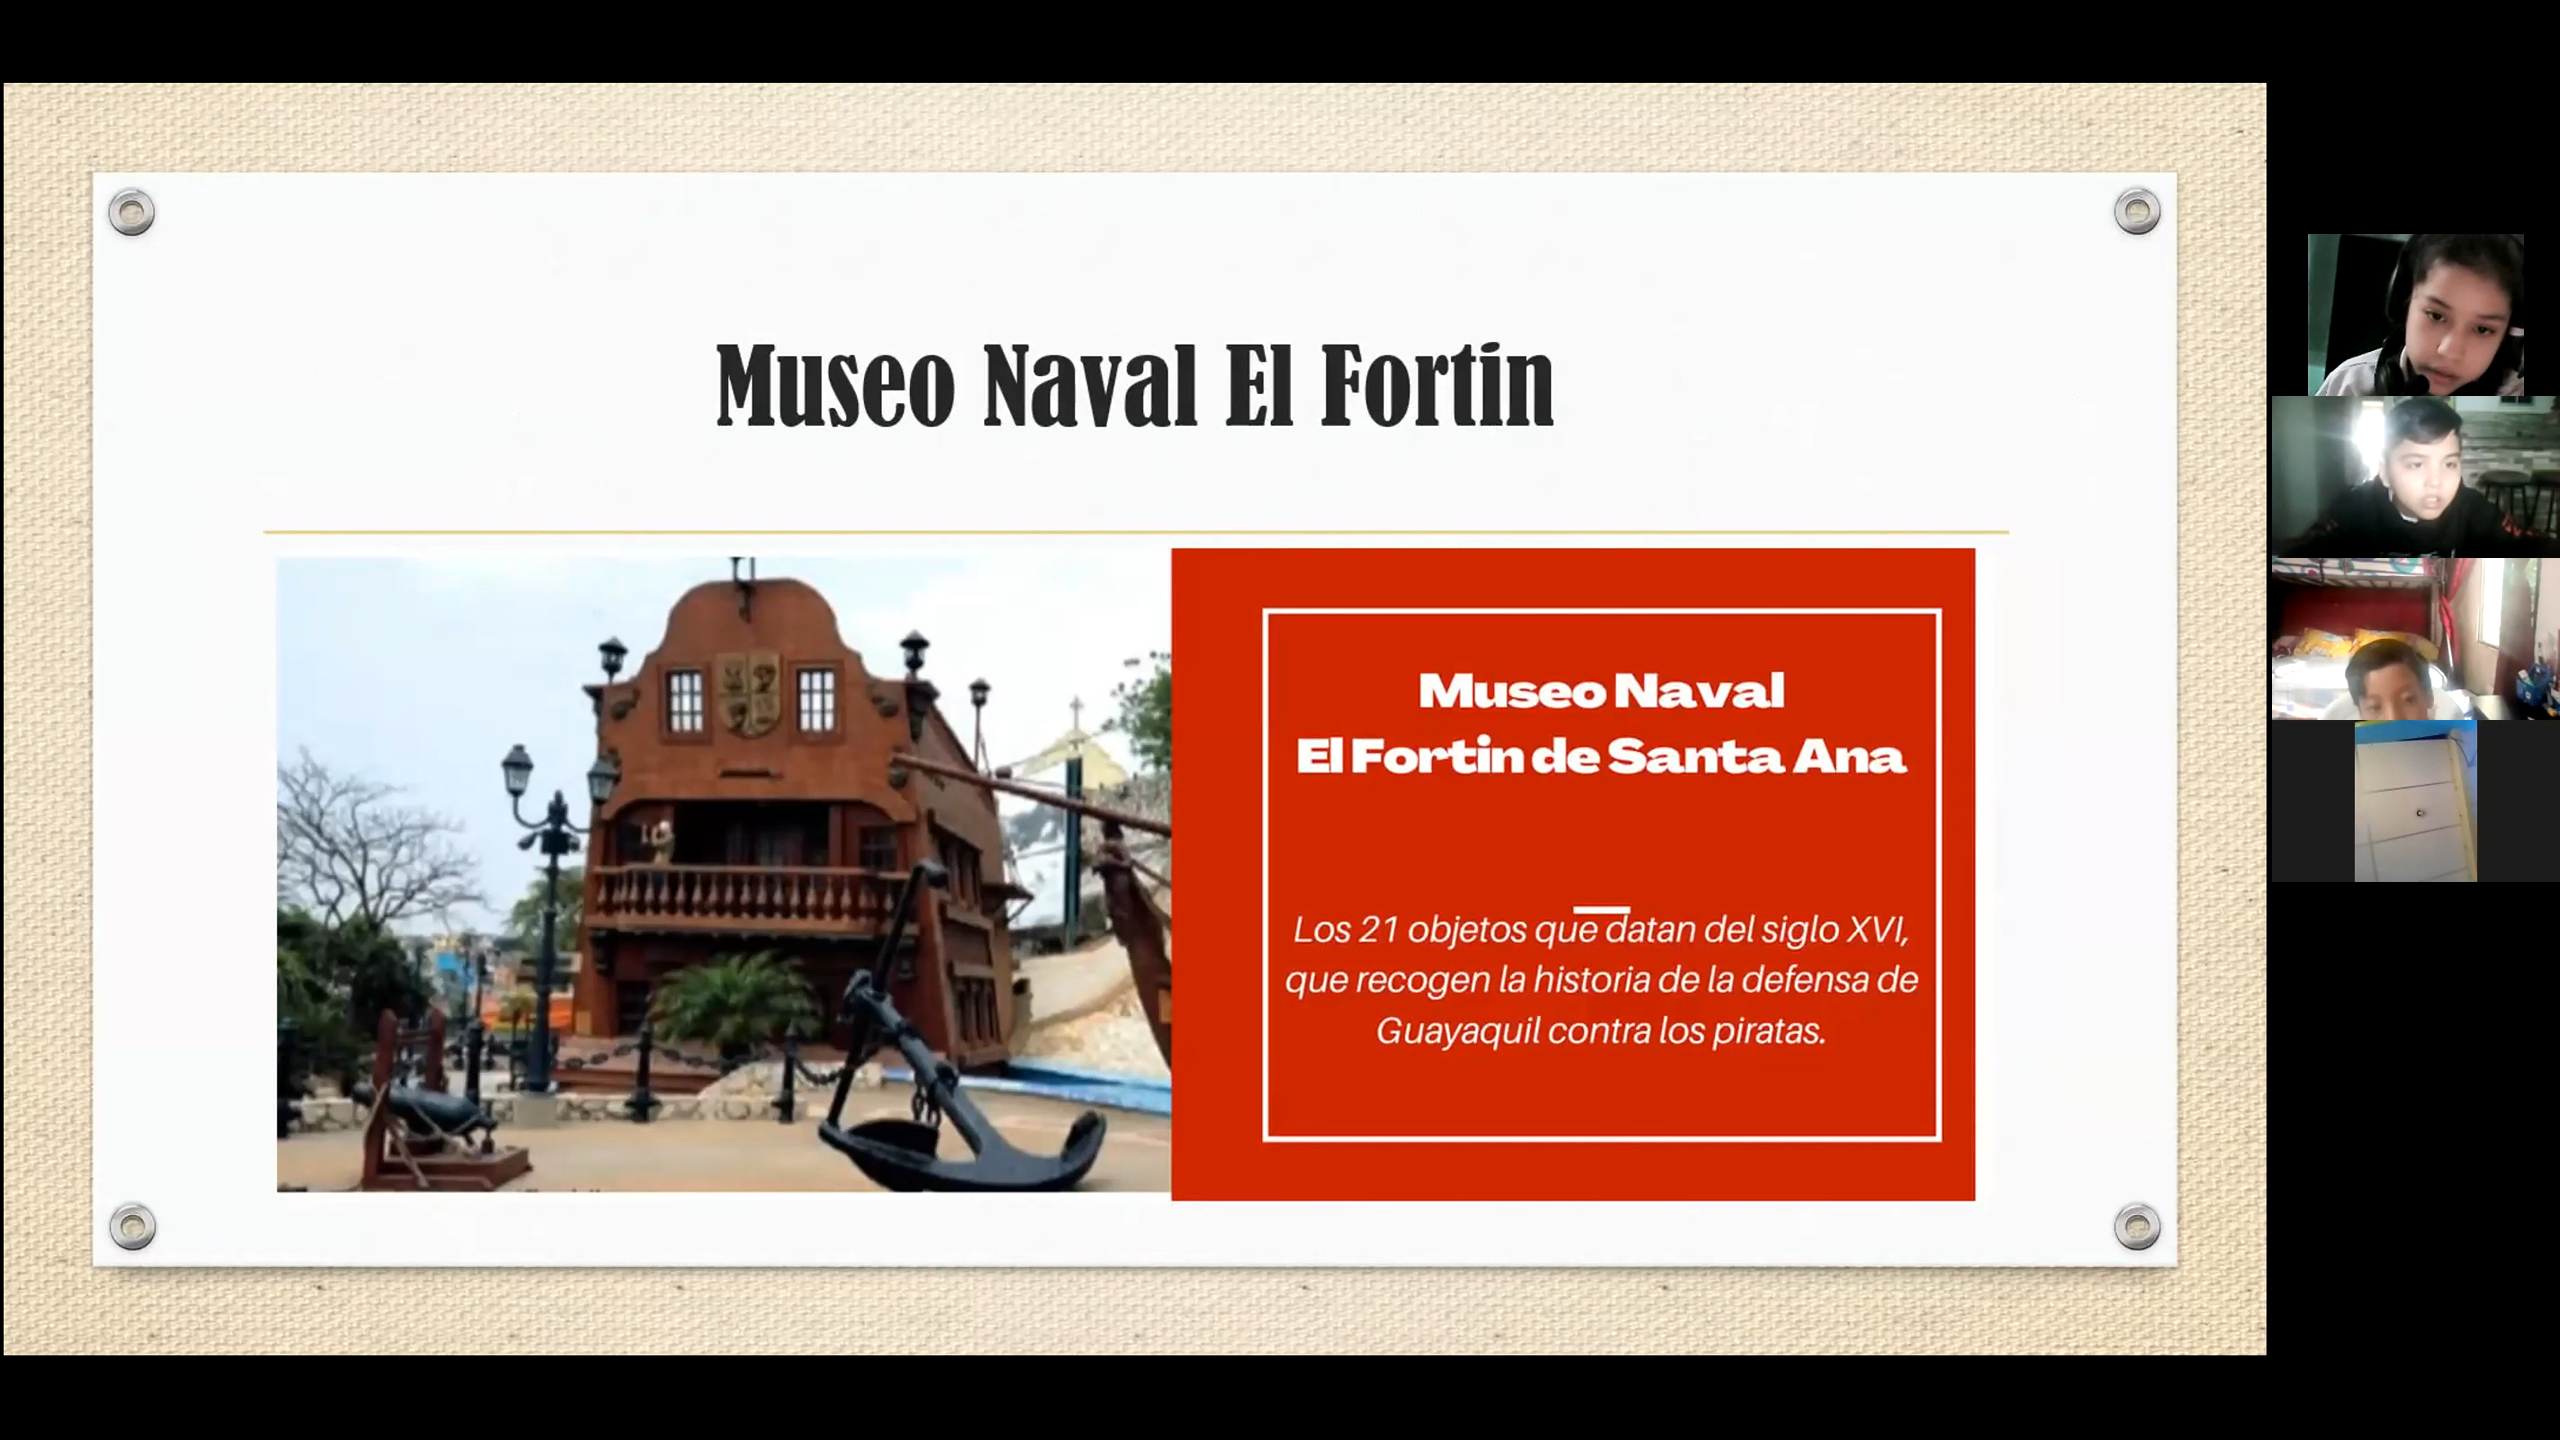 Museo Naval El Fortin
Museo Naval
El Fortin de Santa Ana
Los 21 objetos que datan del siglo XVI,
que recogen la historia de la defensa de
Guayaquil contra los piratas.